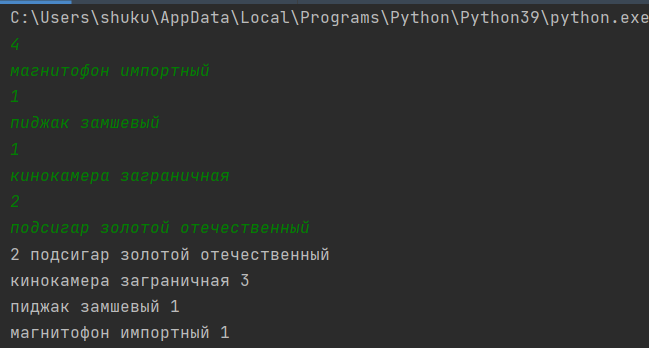 C:\Users\shuku\AppData\Local\Programs\Python\Python39\python.exe
4
магнитофон импортный
1
пиджак замшевый
1
кинокамера заграничная
2
подсигар золотой отечественный
2 подсигар золотой отечественный
кинокамера заграничная 3
пиджак замшевый 1
магнитофон импортный 1